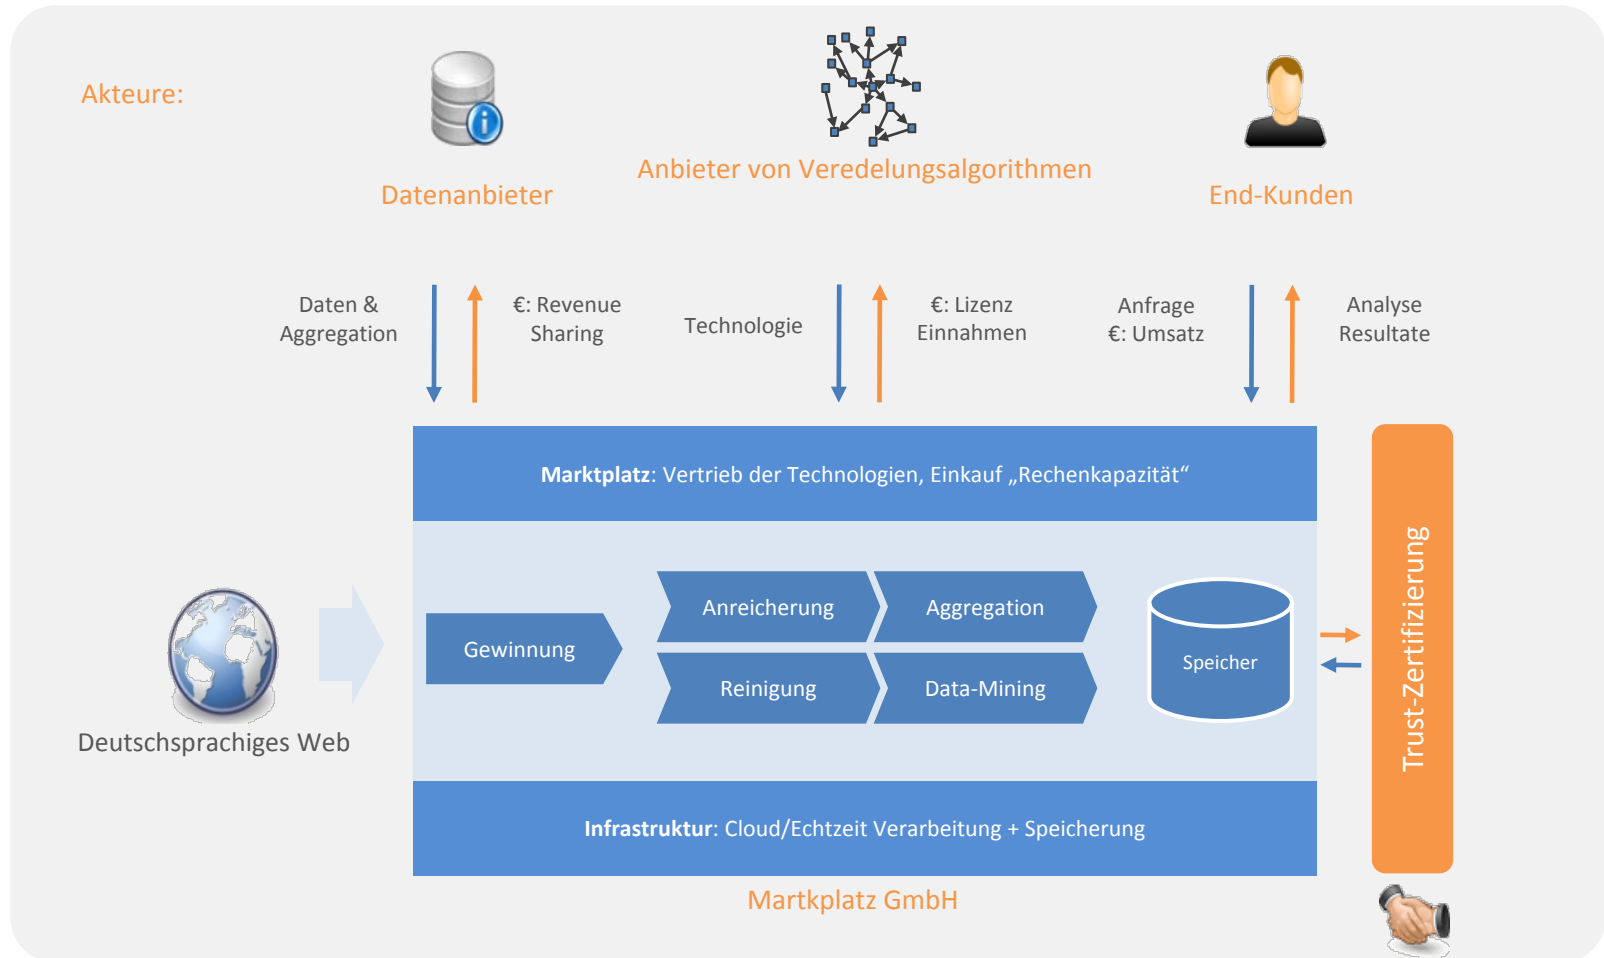 Akteure:
Datenanbieter
Anbieter von Veredelungsalgorithmen
End-Kunden
Daten &
Aggregation
€: Revenue
Sharing
Technologie
€: Lizenz
Einnahmen
Anfrage
€: Umsatz
Analyse
Resultate
Marktplatz: Vertrieb der Technologien, Einkauf „Rechenkapazität“
Deutschsprachiges Web
Gewinnung
Anreicherung
Aggregation
Reinigung
Data-Mining
Speicher
Trust-Zertifizierung
Infrastruktur: Cloud/Echtzeit Verarbeitung + Speicherung
Martkplatz GmbH